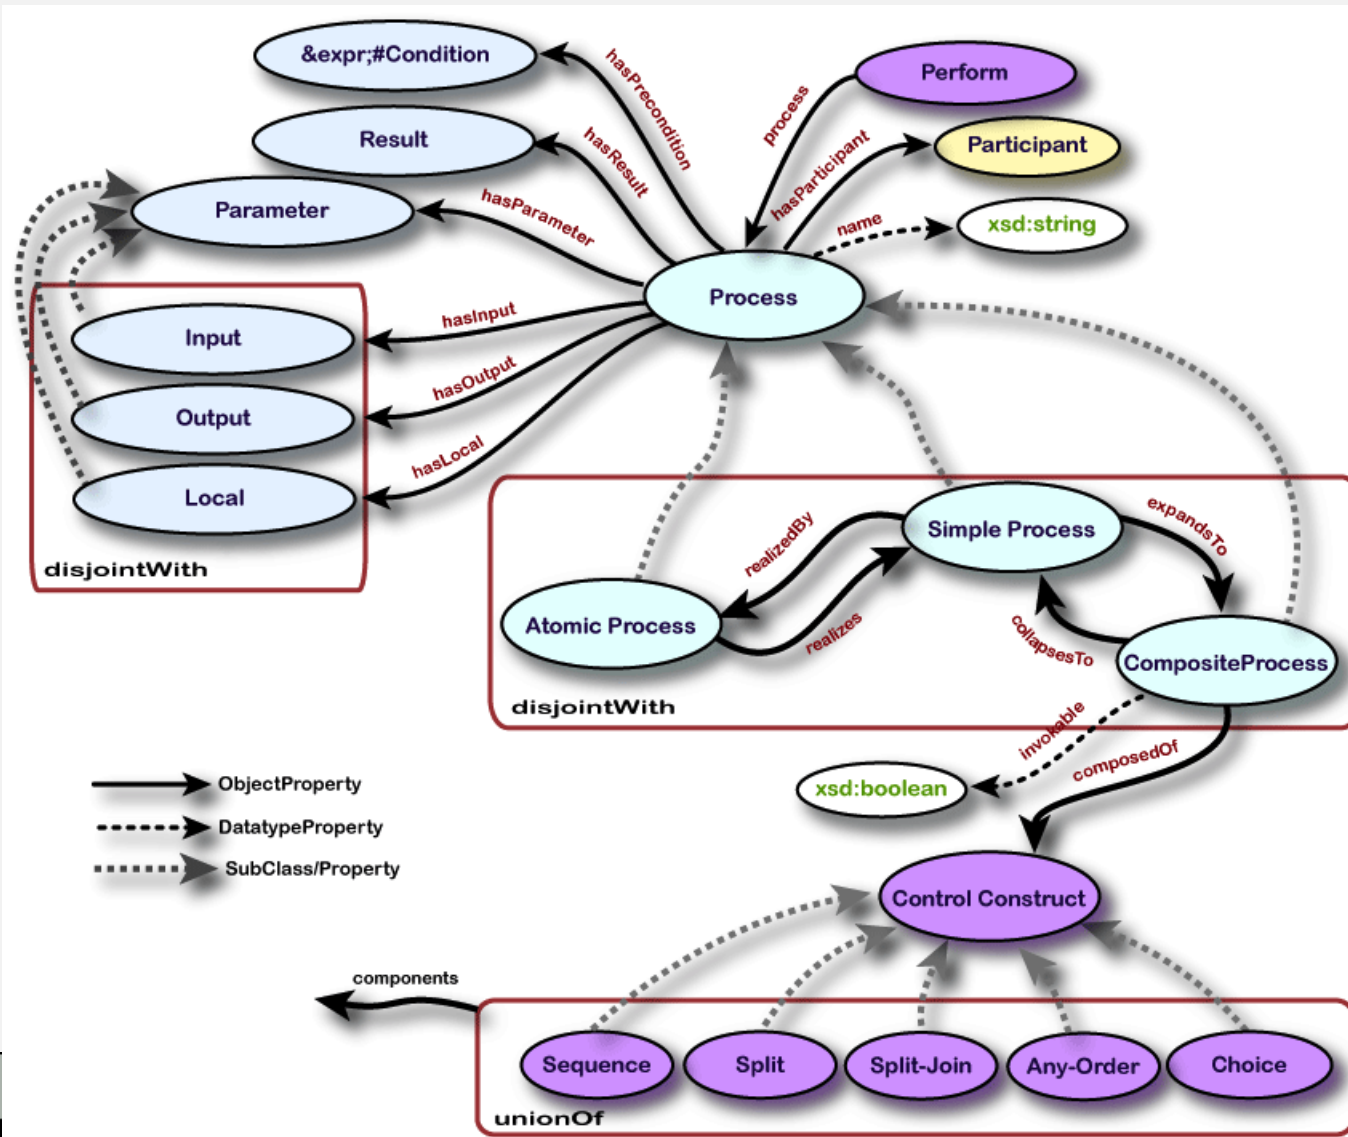 &expr;#Condition
hasPrecondition
Perform
process
Result
hasResult
hasParticipant
Participant
Parameter
hasParameter
name
xsd:string
Process
Input
hasInput
Output
hasOutput
Local
hasLocal
disjointWith
Simple Process
expandsTo
realizedBy
Atomic Process
realizes
collapsesTo
CompositeProcess
disjointWith
invokable
composedOf
xsd:boolean
ObjectProperty
DatatypeProperty
SubClass/Property
Control Construct
components
Sequence
Split
Split-Join
Any-Order
Choice
unionOf